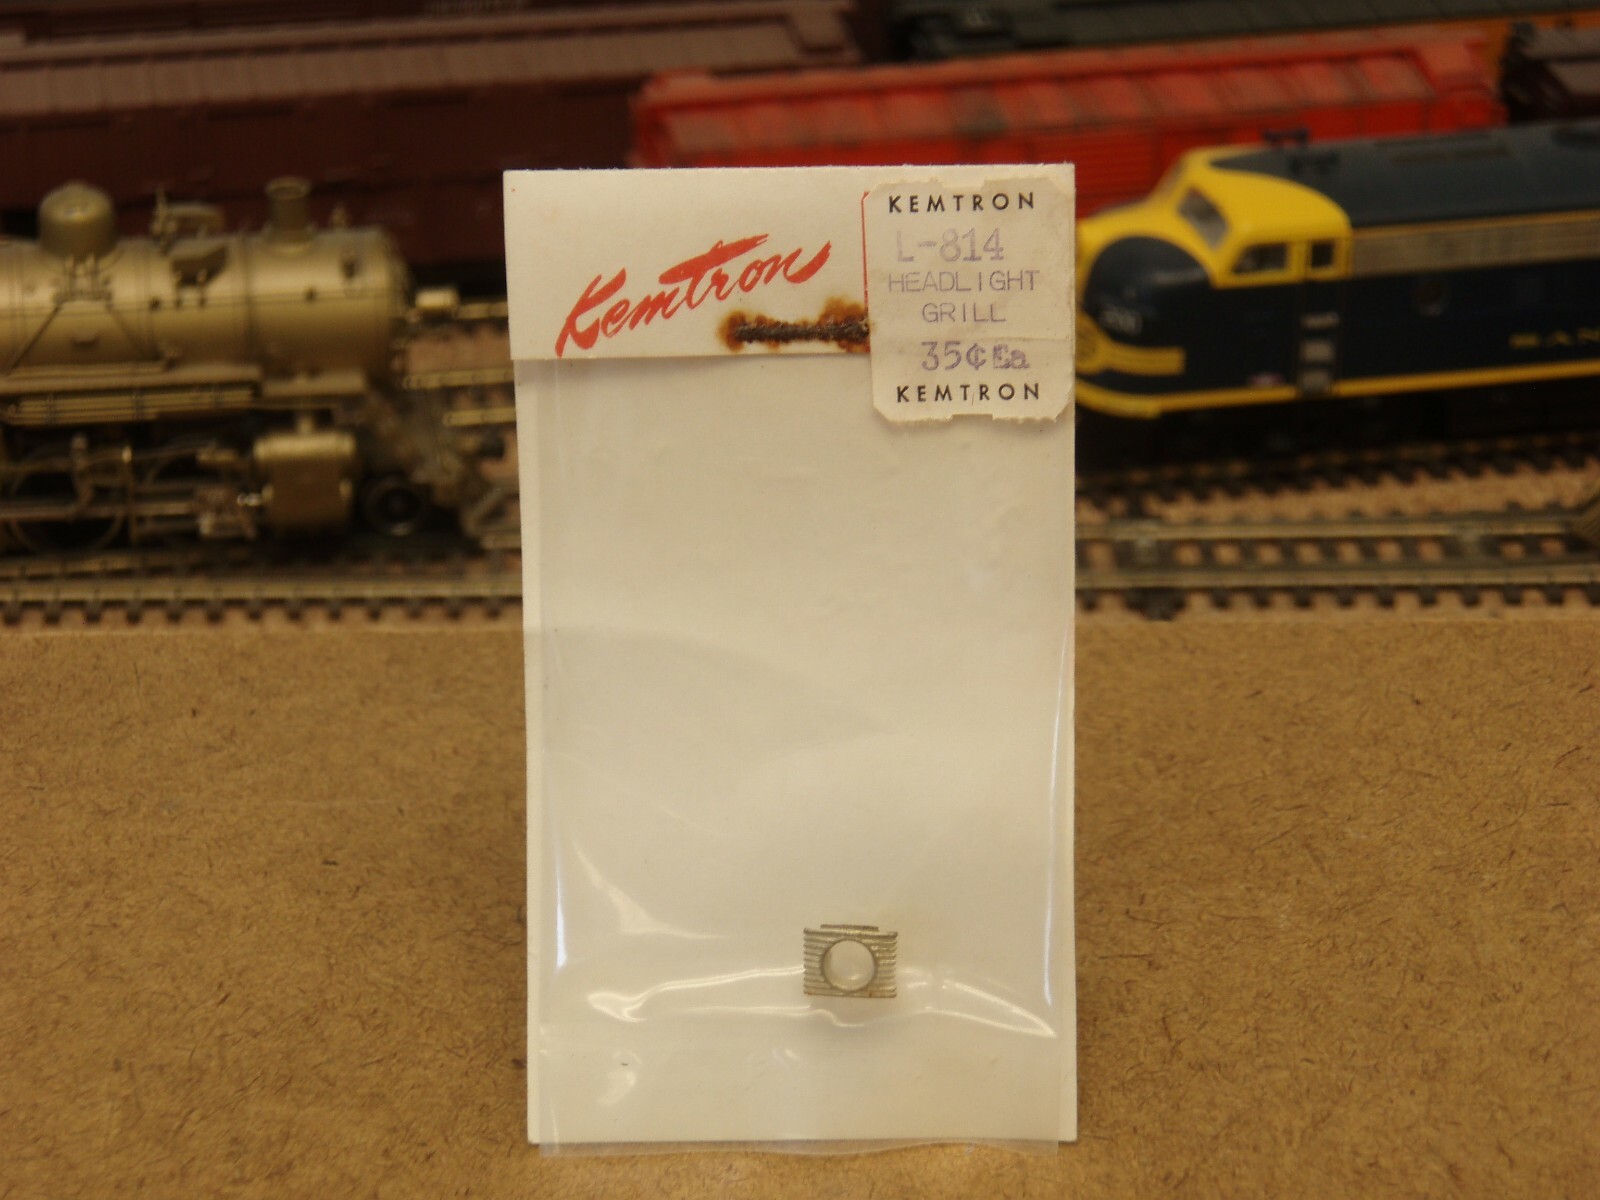 Kemtron
KEMTRON
L-814
HEADLIGHT
GRILL
35¢ Ea
KEMTRON